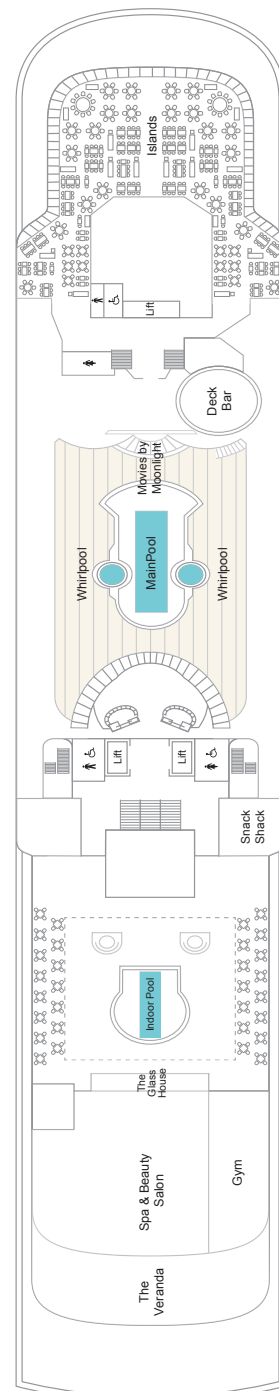 Islands
Lift
Deck
Bar
Movies by
Moonlight
Whirlpool
MainPool
Whirlpool
Lift
Lift
Snack
Shack
Indoor Pool
The
Glass
House
Spa & Beauty
Salon
Gym
The
Veranda